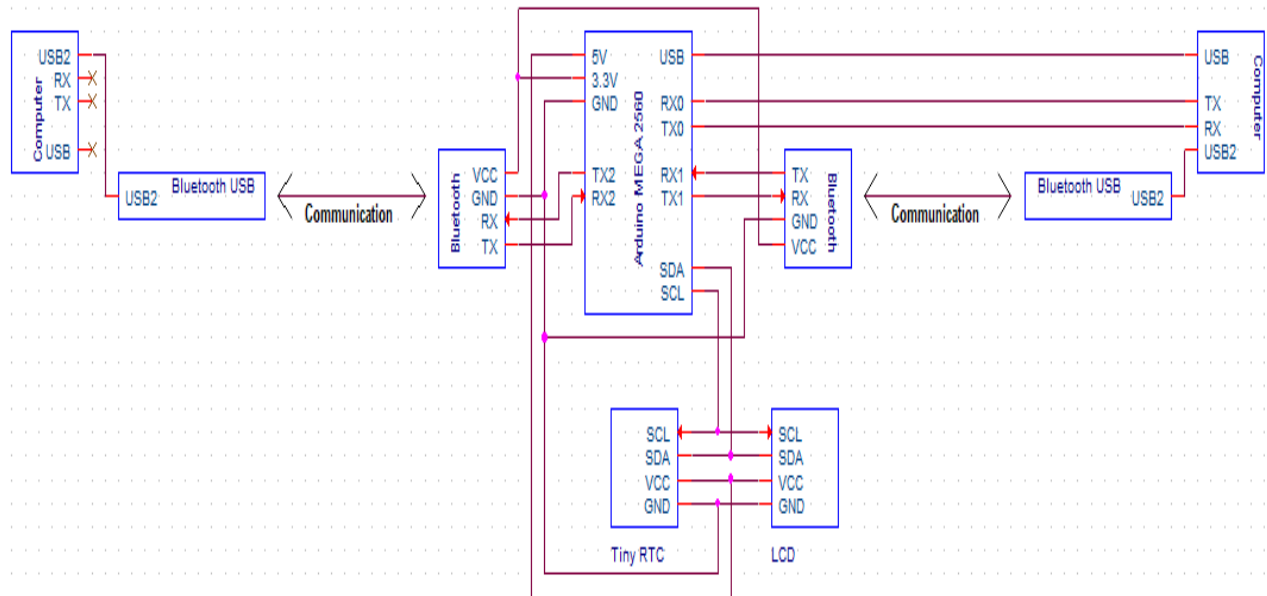 USB2
RX
TX
USB
Computer
USB2
Bluetooth USB
Communication
VCC
GND
RX
TX
Bluetooth
5V
3.3V
GND
TX2
RX2
Arduino MEGA 2560
USB
RX0
TX0
RX1
TX1
SDA
SCL
TX
RX
GND
VCC
Bluetooth
Communication
Bluetooth USB
USB2
USB
TX
RX
USB2
Computer
SCL
SDA
VCC
GND
Tiny RTC
SCL
SDA
VCC
GND
LCD